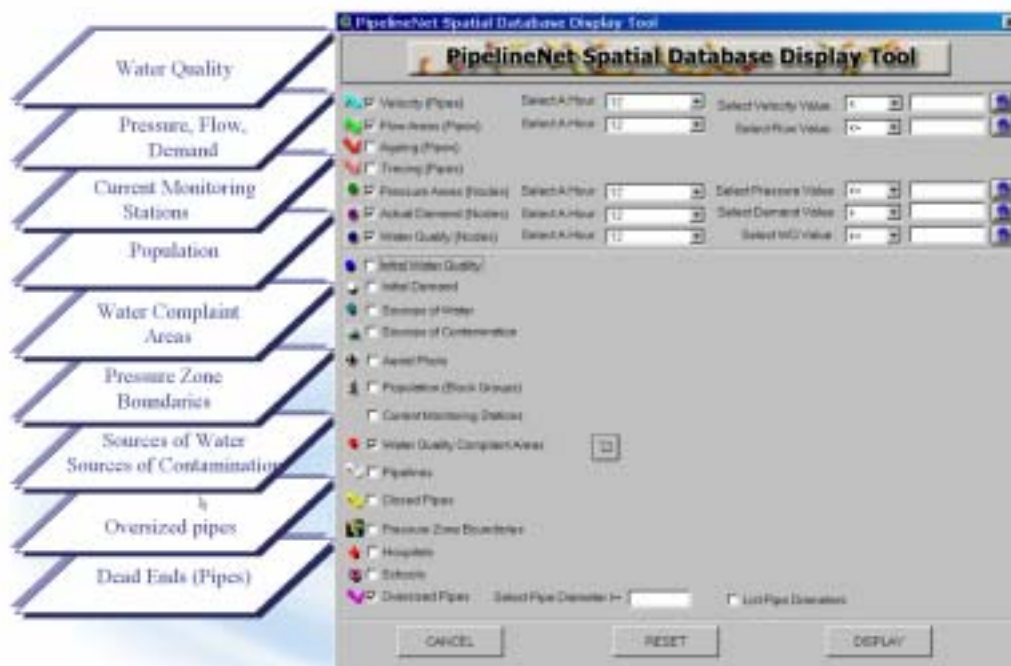 Water Quality
Pressure, Flow,
Demand
Current Monitoring
Stations
Population
Water Complaint
Areas
Pressure Zone
Boundaries
Sources of Water
Sources of Contamination
Oversized pipes
Dead Ends (Pipes)
PipelineNet Spatial Database Display Tool
PipelineNet Spatial Database Display Tool
Velocity (Pipes) Select A Hour 12 Select Velocity Value
Flow Areas (Pipes) Select A Hour 12 Select Flow Value
Ageing (Pipes)
Tracing (Pipes)
Pressure Areas (Nodes) Select A Hour 12 Select Pressure Value
Actual Demand (Nodes) Select A Hour 12 Select Demand Value
Water Quality (Nodes) Select A Hour 12 Select WQ Value
Initial Water Quality
Initial Demand
Sources of Water
Sources of Contamination
Aerial Photo
Population (Block Groups)
Current Monitoring Stations
Water Quality Complaint Areas
Pipelines
Closed Pipes
Pressure Zone Boundaries
Hospitals
Schools
Oversized Pipes Select Pipe Diameter >= List Pipe Diameters
CANCEL RESET DISPLAY